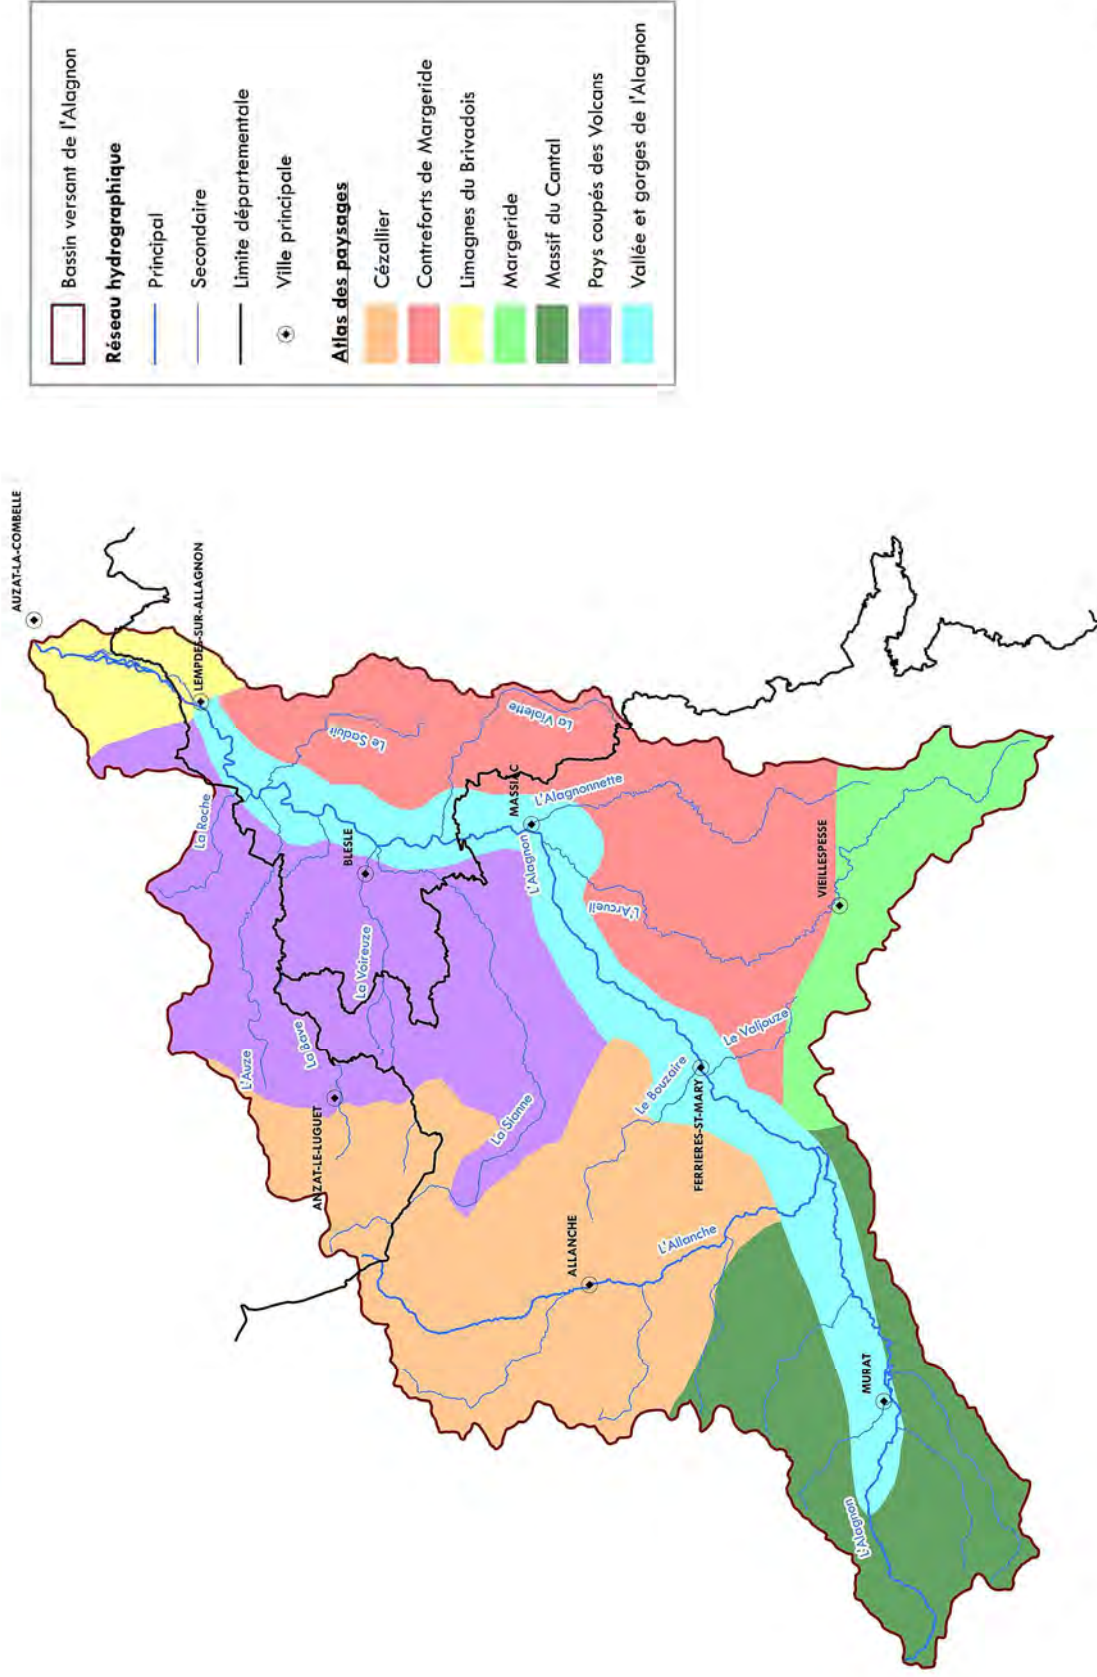 Bassin versant de l'Alagnon
Réseau hydrographique
Principal
Secondaire
Limite départementale
Ville principale
Atlas des paysages
Cézallier
Contreforts de Margeride
Limagnes du Brivadois
Margeride
Massif du Cantal
Pays coupés des Volcans
Vallée et gorges de l'Alagnon
AUZAT-LA-COMBELLE
LEMPDES-SUR-ALLAGNON
La Roche
Le Saduit
La Violette
L'Auze
La Bave
La Voireuze
BLESLE
MASSIAC
L'Alagnonnette
L'Alagnon
L'Arcueil
ANZAT-LE-LUGUET
La Sianne
VIEILLESPESSE
Le Valjouze
Le Bouzaire
FERRIERES-ST-MARY
ALLANCHE
L'Allanche
MURAT
L'Alagnon